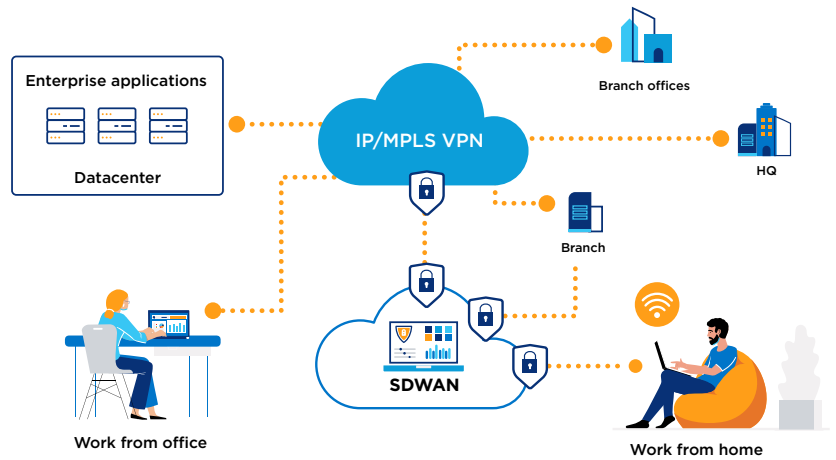 Enterprise applications
Datacenter
IP/MPLS VPN
Branch offices
HQ
Branch
SDWAN
Work from office
Work from home